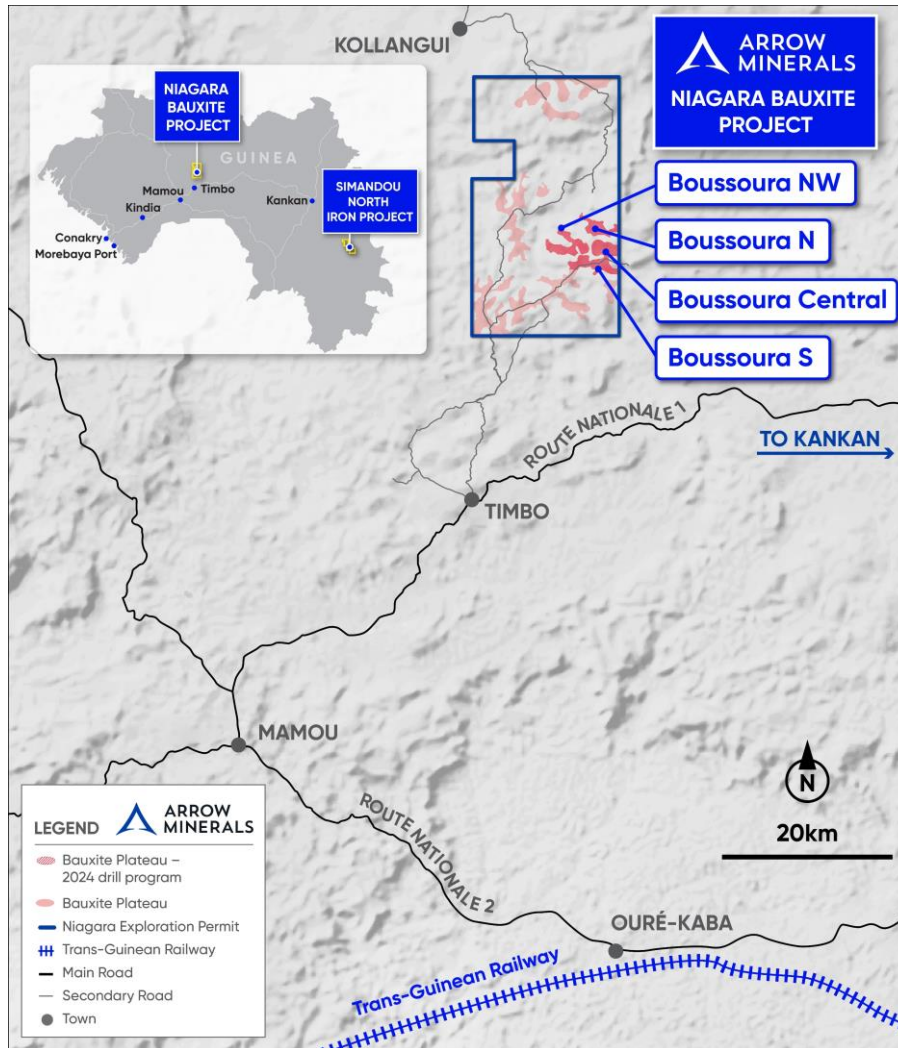 KOLLANGUI
ARROW
MINERALS
NIAGARA BAUXITE
PROJECT
NIAGARA
BAUXITE
PROJECT
GUINEA
SIMANDOU
NORTH
IRON PROJECT
Mamou
Timbo
Kankan
Kindia
Conakry
Morebaya Port
Boussoura NW
Boussoura N
Boussoura Central
Boussoura S
ROUTE NATIONALE 1
TO KANKAN
TIMBO
MAMOU
ROUTE NATIONALE 2
N
20km
OURÉ-KABA
Trans-Guinean Railway
LEGEND
ARROW
MINERALS
Bauxite Plateau –
2024 drill program
Bauxite Plateau
Niagara Exploration Permit
Trans-Guinean Railway
Main Road
Secondary Road
Town